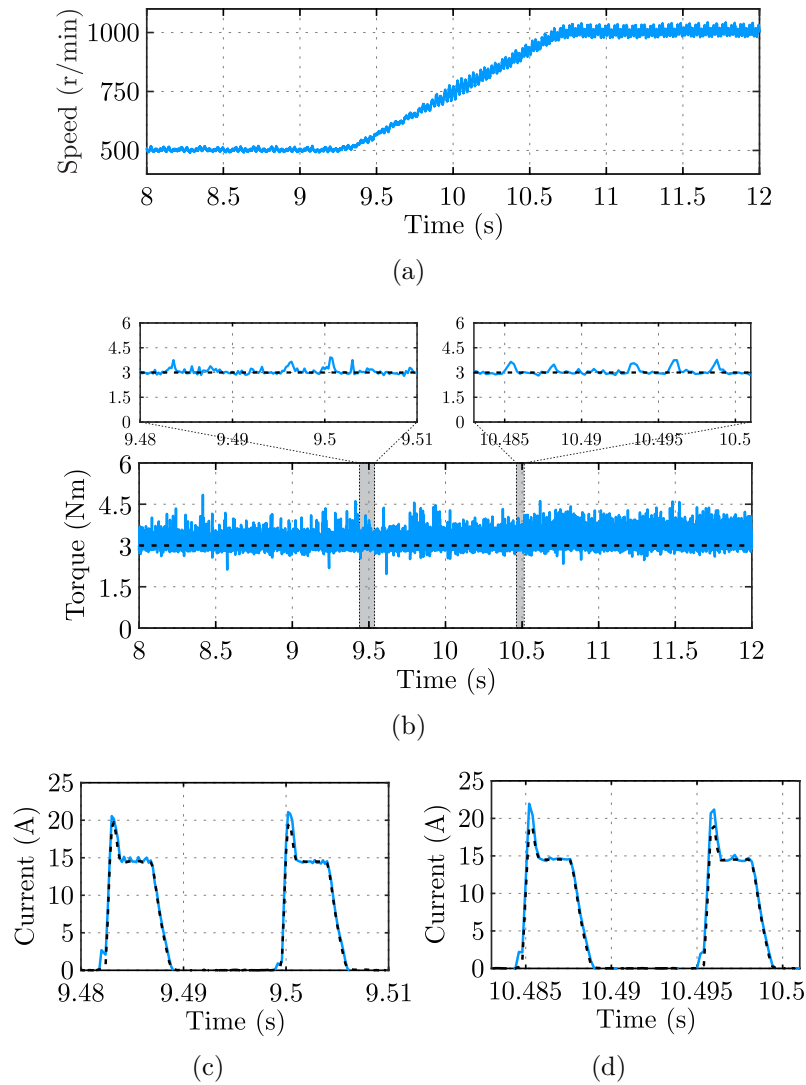 1000
750
500
Speed (r/min)
8 8.5 9 9.5 10 10.5 11 11.5 12
Time (s)
(a)
6
4.5
3
1.5
0
9.48 9.49 9.5 9.51
6
4.5
3
1.5
0
10.485 10.49 10.495 10.5
6
4.5
3
1.5
0
Torque (Nm)
8 8.5 9 9.5 10 10.5 11 11.5 12
Time (s)
(b)
25
20
15
10
5
0
Current (A)
9.48 9.49 9.5 9.51
Time (s)
(c)
25
20
15
10
5
0
Current (A)
10.485 10.49 10.495 10.5
Time (s)
(d)